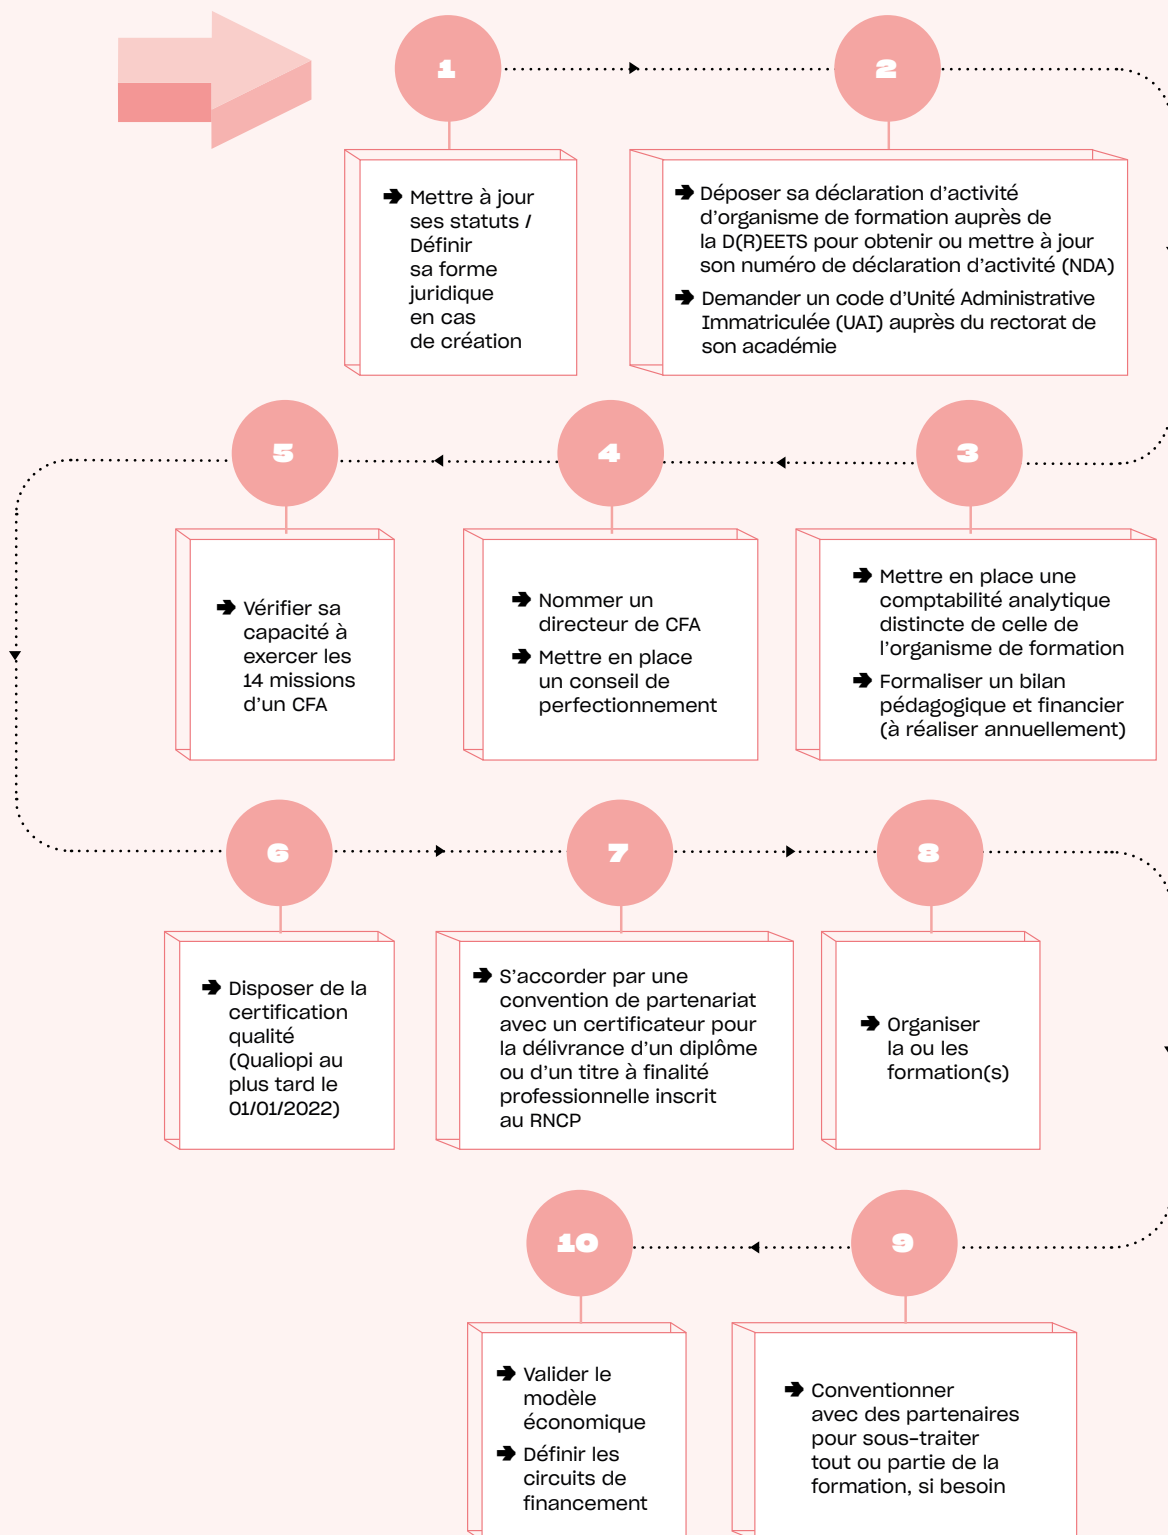 1
Mettre à jour
ses statuts /
Définir
sa forme
juridique
en cas
de création
2
Déposer sa déclaration d’activité
d’organisme de formation auprès de
la D(R)EETS pour obtenir ou mettre à jour
son numéro de déclaration d’activité (NDA)
Demander un code d’Unité Administrative
Immatriculée (UAI) auprès du rectorat de
son académie
3
Mettre en place une
comptabilité analytique
distincte de celle de
l’organisme de formation
Formaliser un bilan
pédagogique et financier
(à réaliser annuellement)
4
Nommer un
directeur de CFA
Mettre en place
un conseil de
perfectionnement
5
Vérifier sa
capacité à
exercer les
14 missions
d’un CFA
6
Disposer de la
certification
qualité
(Qualiopi au
plus tard le
01/01/2022)
7
S’accorder par une
convention de partenariat
avec un certificateur pour
la délivrance d’un diplôme
ou d’un titre à finalité
professionnelle inscrit
au RNCP
8
Organiser
la ou les
formation(s)
9
Conventionner
avec des partenaires
pour sous-traiter
tout ou partie de la
formation, si besoin
10
Valider le
modèle
économique
Définir les
circuits de
financement